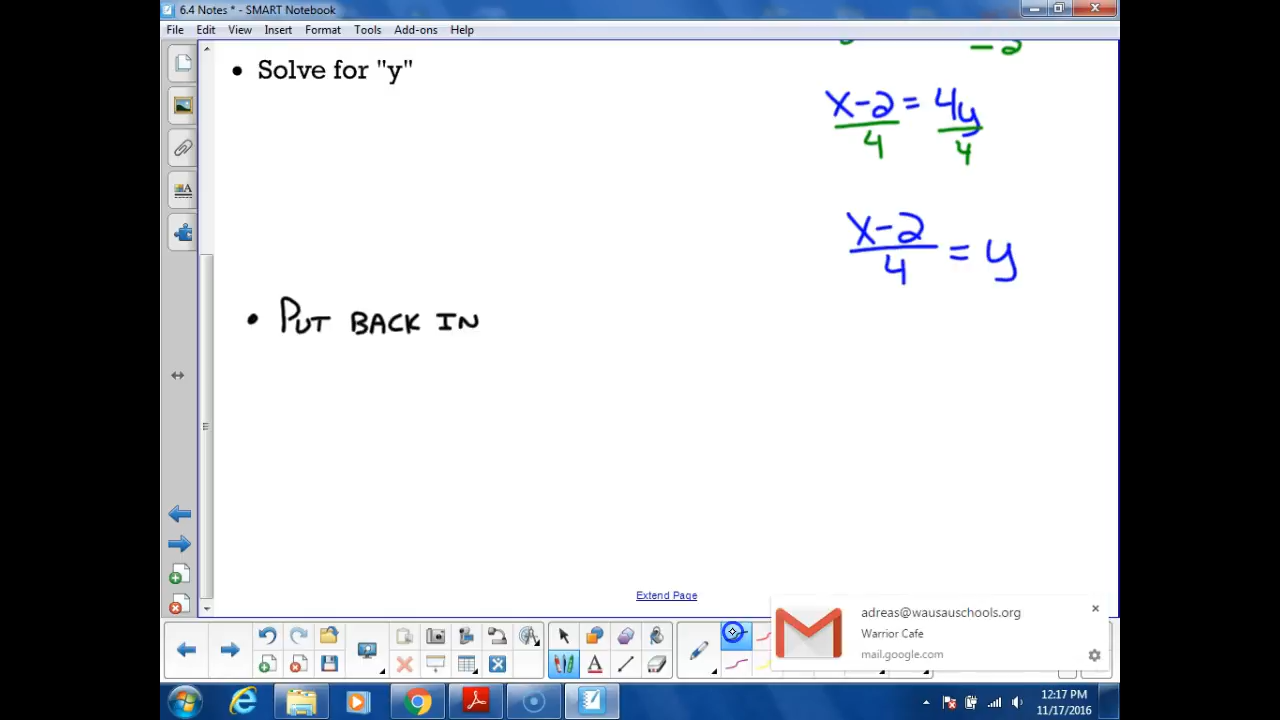 6.4 Notes * - SMART Notebook
File Edit View Insert Format Tools Add-ons Help
- 2
• Solve for "y"
x-2 = 4y
4 4
x-2
4 = y
• PUT BACK IN
Extend Page
adreas@wausauschools.org
Warrior Cafe
mail.google.com
12:17 PM
11/17/2016